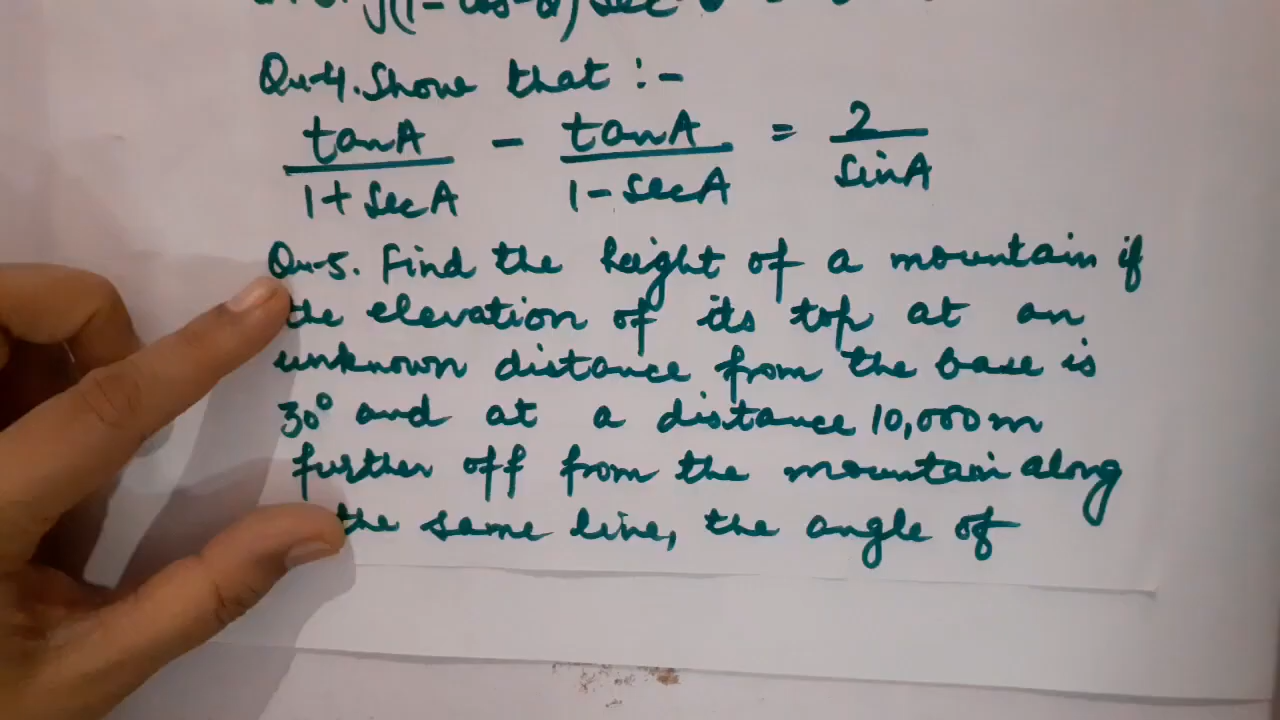 Qu-4. Show that :-
tanA / 1+ secA - tanA / 1- secA = 2 / sinA
Qu-5. Find the height of a mountain if
the elevation of its top at an
unknown distance from the base is
30° and at a distance 10,000m
further off from the mountain along
the same line, the angle of